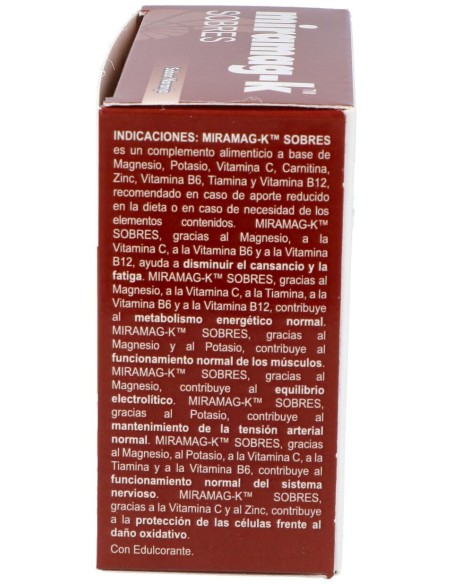 miramag-k™
SOBRES
Sabor Naranja
INDICACIONES: MIRAMAG-K™ SOBRES
es un complemento alimenticio a base de
Magnesio, Potasio, Vitamina C, Carnitina,
Zinc, Vitamina B6, Tiamina y Vitamina B12,
recomendado en caso de aporte reducido
en la dieta o en caso de necesidad de los
elementos contenidos. MIRAMAG-K™
SOBRES, gracias al Magnesio, a la
Vitamina C, a la Vitamina B6 y a la Vitamina
B12, ayuda a disminuir el cansancio y la
fatiga. MIRAMAG-K™ SOBRES, gracias al
Magnesio, a la Vitamina C, a la Tiamina, a la
Vitamina B6 y a la Vitamina B12, contribuye
al metabolismo energético normal.
MIRAMAG-K™ SOBRES, gracias al
Magnesio y al Potasio, contribuye al
funcionamiento normal de los músculos.
MIRAMAG-K™ SOBRES, gracias al
Magnesio, contribuye al equilibrio
electrolítico. MIRAMAG-K™ SOBRES,
gracias al Potasio, contribuye al
mantenimiento de la tensión arterial
normal. MIRAMAG-K™ SOBRES, gracias
al Magnesio, al Potasio, a la Vitamina C, a la
Tiamina y a la Vitamina B6, contribuye al
funcionamiento normal del sistema
nervioso. MIRAMAG-K™ SOBRES,
gracias a la Vitamina C y al Zinc, contribuye
a la protección de las células frente al
daño oxidativo.
Con Edulcorante.